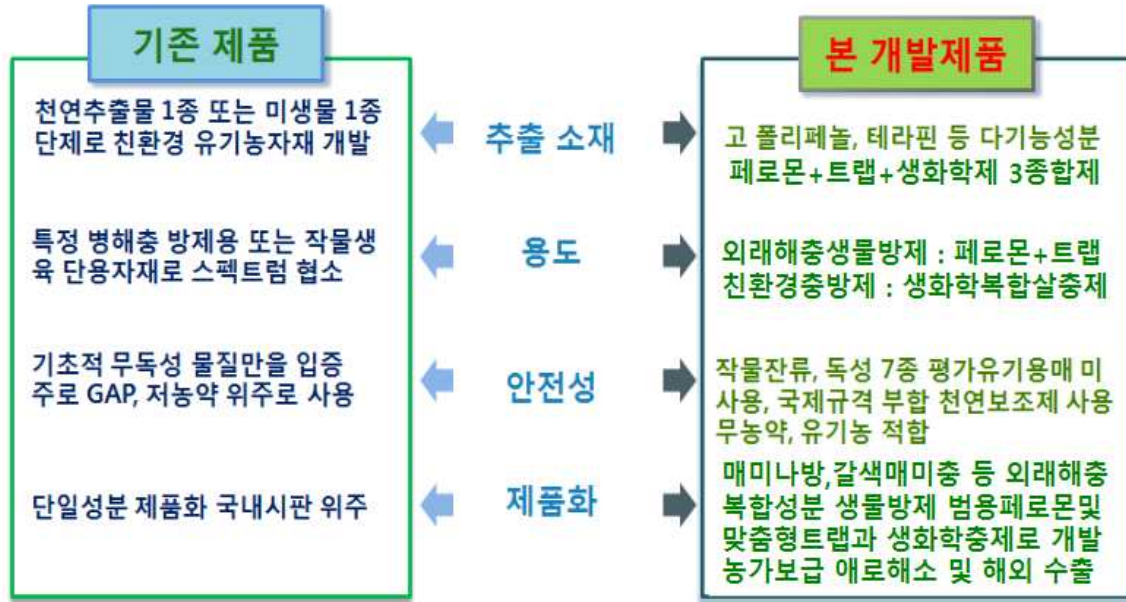 기존 제품
본 개발제품
천연추출물 1종 또는 미생물 1종
단제로 친환경 유기농자재 개발
추출 소재
고 폴리페놀, 테라핀 등 다기능성분
페로몬+트랩+생화학제 3종합제
특정 병해충 방제용 또는 작물생
육 단용자재로 스펙트럼 협소
용도
외래해충생물방제 : 페로몬+트랩
친환경충방제 : 생화학복합살충제
기초적 무독성 물질만을 입증
주로 GAP, 저농약 위주로 사용
안전성
작물잔류, 독성 7종 평가유기용매 미
사용, 국제규격 부합 천연보조제 사용
무농약, 유기농 적합
단일성분 제품화 국내시판 위주
제품화
매미나방,갈색매미충 등 외래해충
복합성분 생물방제 범용페로몬및
맞춤형트랩과 생화학충제로 개발
농가보급 애로해소 및 해외 수출